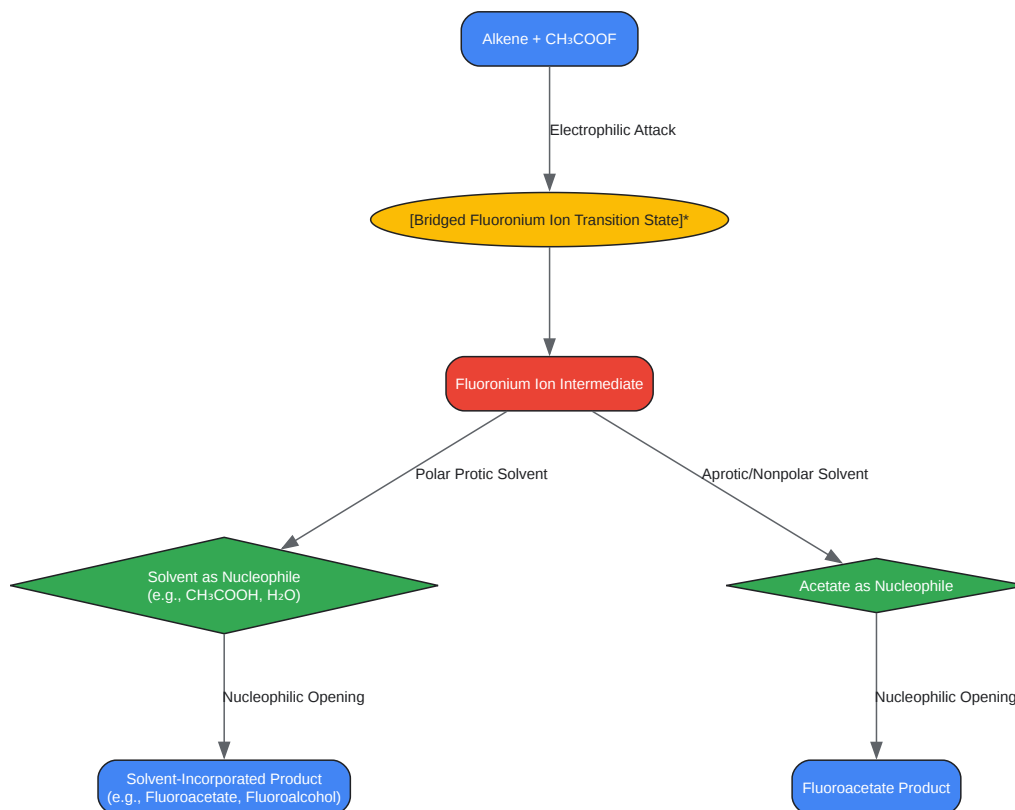 Alkene + CH₃COOF
Electrophilic Attack
[Bridged Fluoronium Ion Transition State]*
Fluoronium Ion Intermediate
Polar Protic Solvent
Aprotic/Nonpolar Solvent
Solvent as Nucleophile
(e.g., CH₃COOH, H₂O)
Acetate as Nucleophile
Nucleophilic Opening
Nucleophilic Opening
Solvent-Incorporated Product
(e.g., Fluoroacetate, Fluoroalcohol)
Fluoroacetate Product